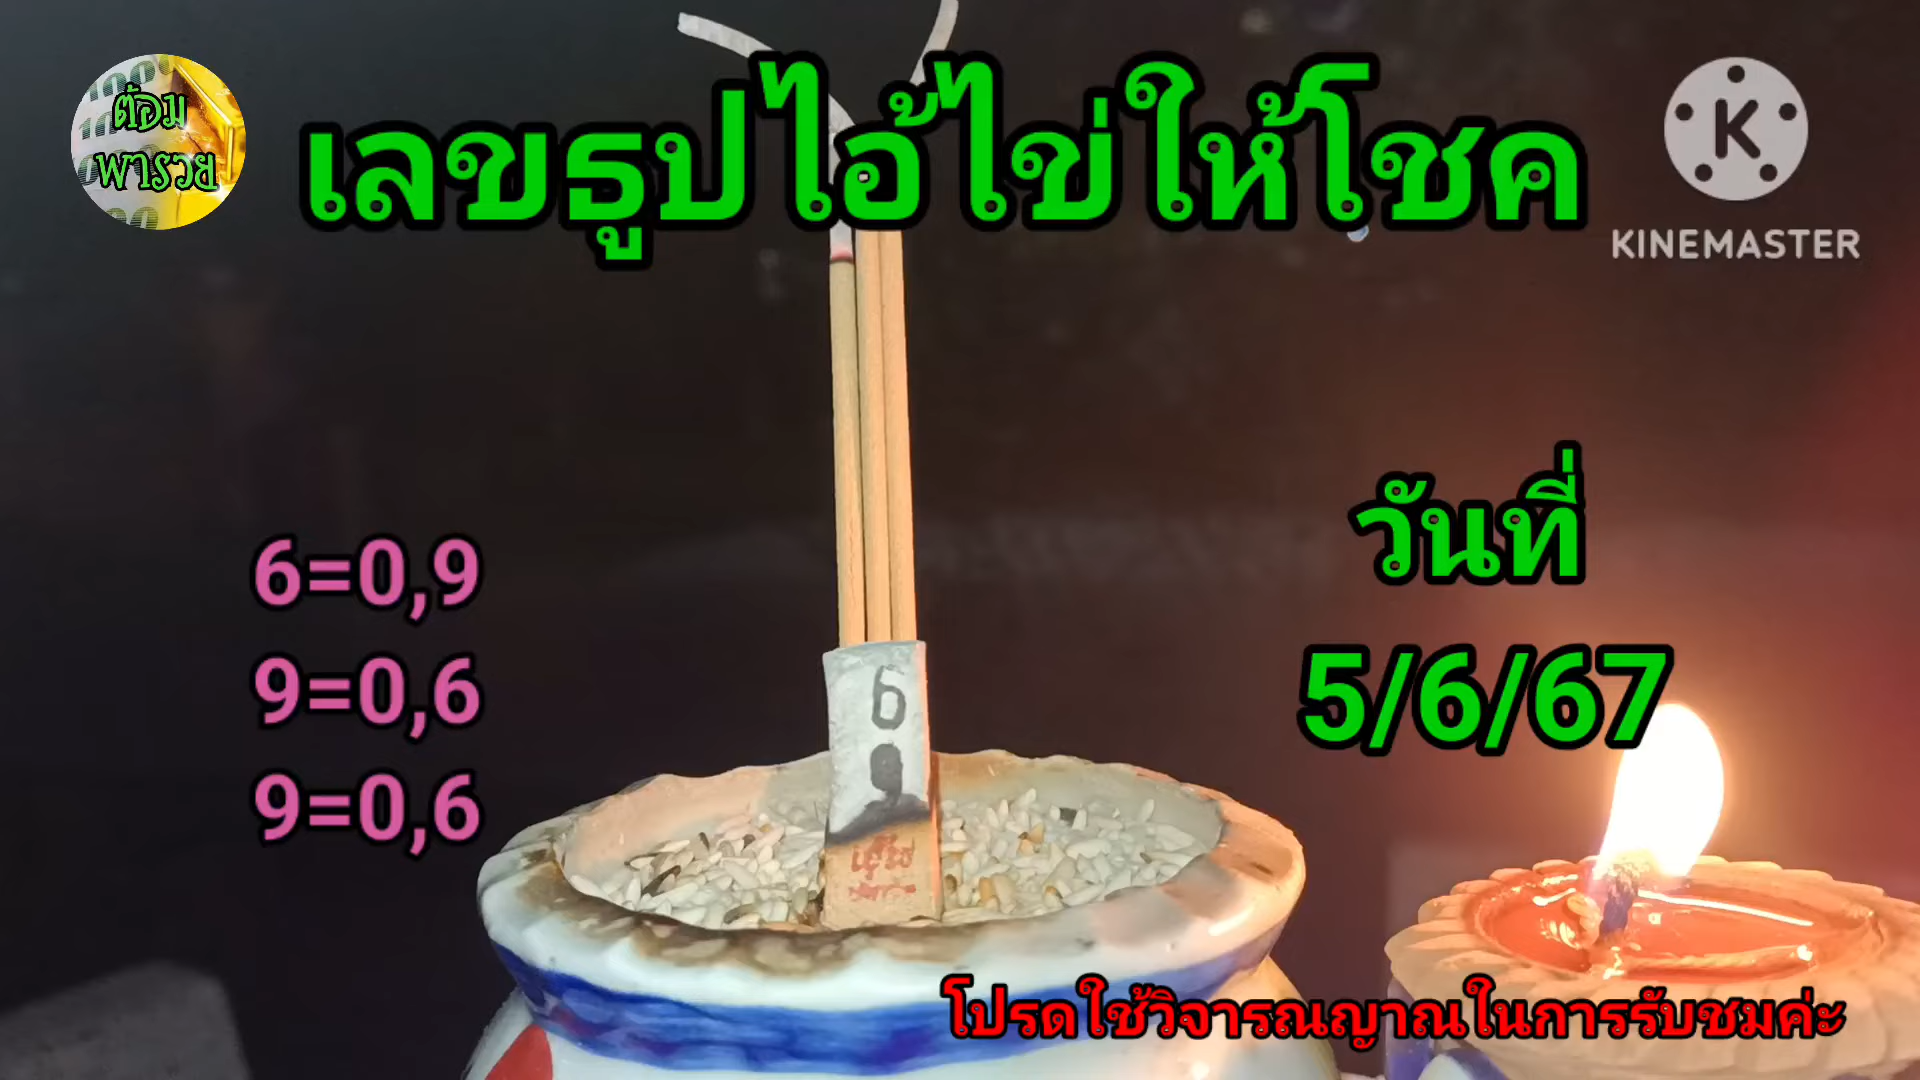 ต้อม
พารวย
เลขธูปไอ้ไข่ให้โชค
K
KINEMASTER
6=0,9
9=0,6
9=0,6
วันที่
5/6/67
6
9
โปรดใช้วิจารณญาณในการรับชมค่ะ